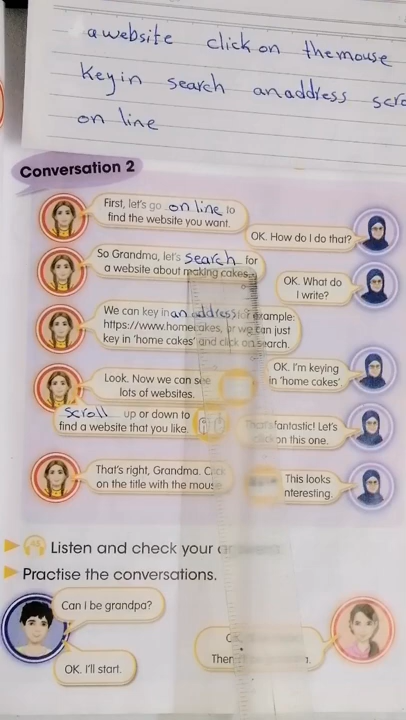 a website click on the mouse
Key in search an address
on line
Conversation 2
First, let's go on line to
find the website you want.
OK. How do I do that?
So Grandma, let's search for
a website about making cakes.
OK. What do
I write?
We can key in an address for example:
https://www.homecakes, or we can just
key in 'home cakes' and click on search.
OK. I'm keying
in 'home cakes'.
Look. Now we can see
lots of websites.
Scroll up or down to
find a website that you like.
That's fantastic! Let's
click on this one.
That's right, Grandma. Click
on the title with the mouse
This looks
interesting.
Listen and check your
Practise the conversations.
Can I be grandpa?
OK. I'll start.